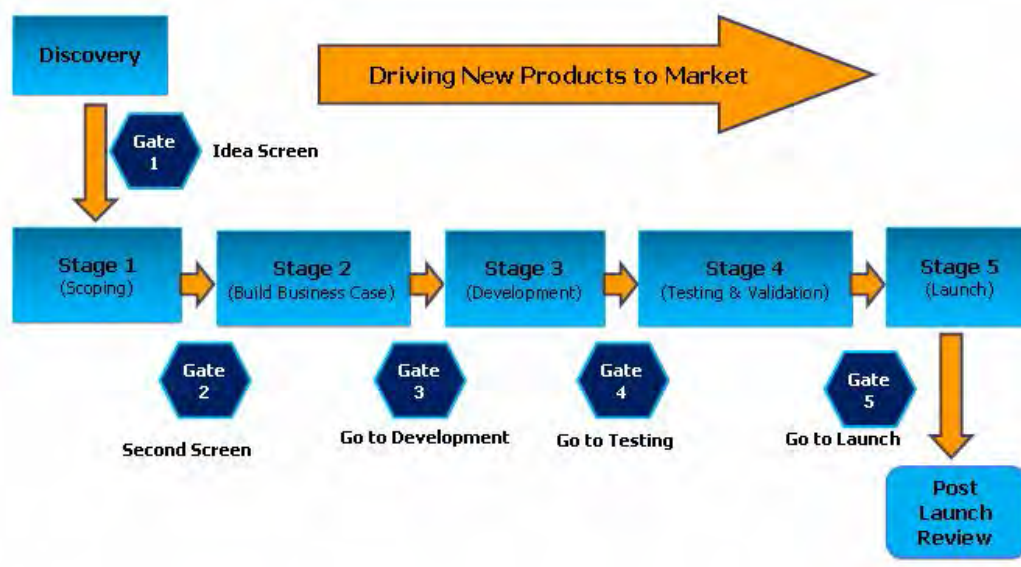 Discovery
Driving New Products to Market
Gate
1
Idea Screen
Stage 1
(Scoping)
Stage 2
(Build Business Case)
Stage 3
(Development)
Stage 4
(Testing & Validation)
Stage 5
(Launch)
Gate
2
Second Screen
Gate
3
Go to Development
Gate
4
Go to Testing
Gate
5
Go to Launch
Post
Launch
Review